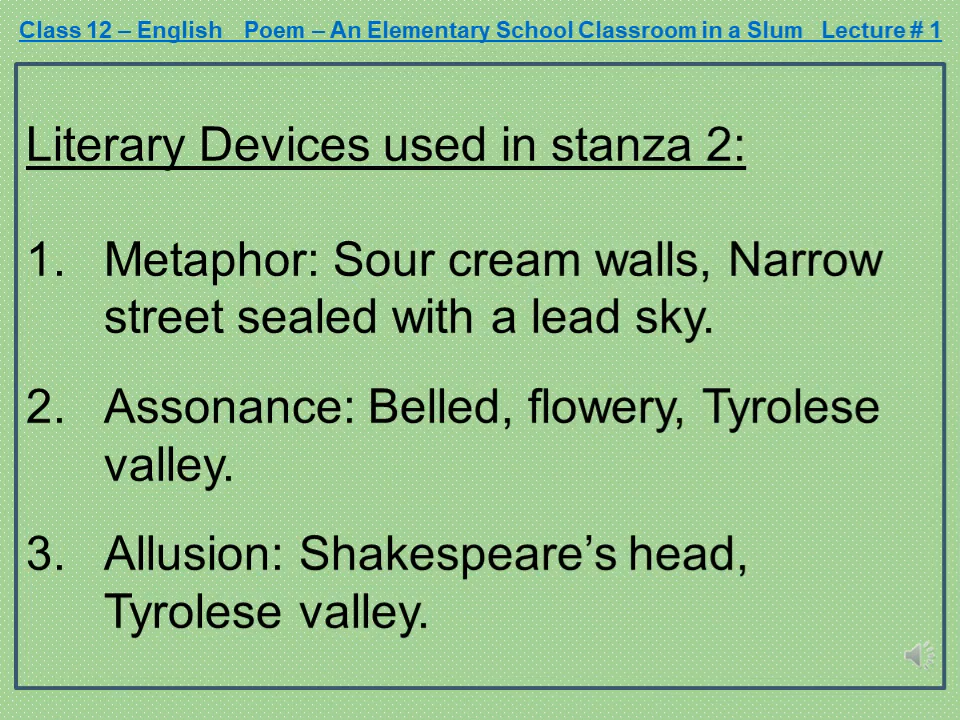 Class 12 – English   Poem – An Elementary School Classroom in a Slum   Lecture # 1
Literary Devices used in stanza 2:
1. Metaphor: Sour cream walls, Narrow
street sealed with a lead sky.
2. Assonance: Belled, flowery, Tyrolese
valley.
3. Allusion: Shakespeare’s head,
Tyrolese valley.